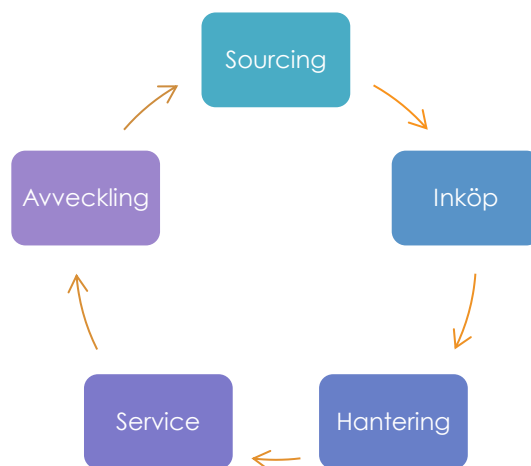 Sourcing
Inköp
Hantering
Service
Avveckling